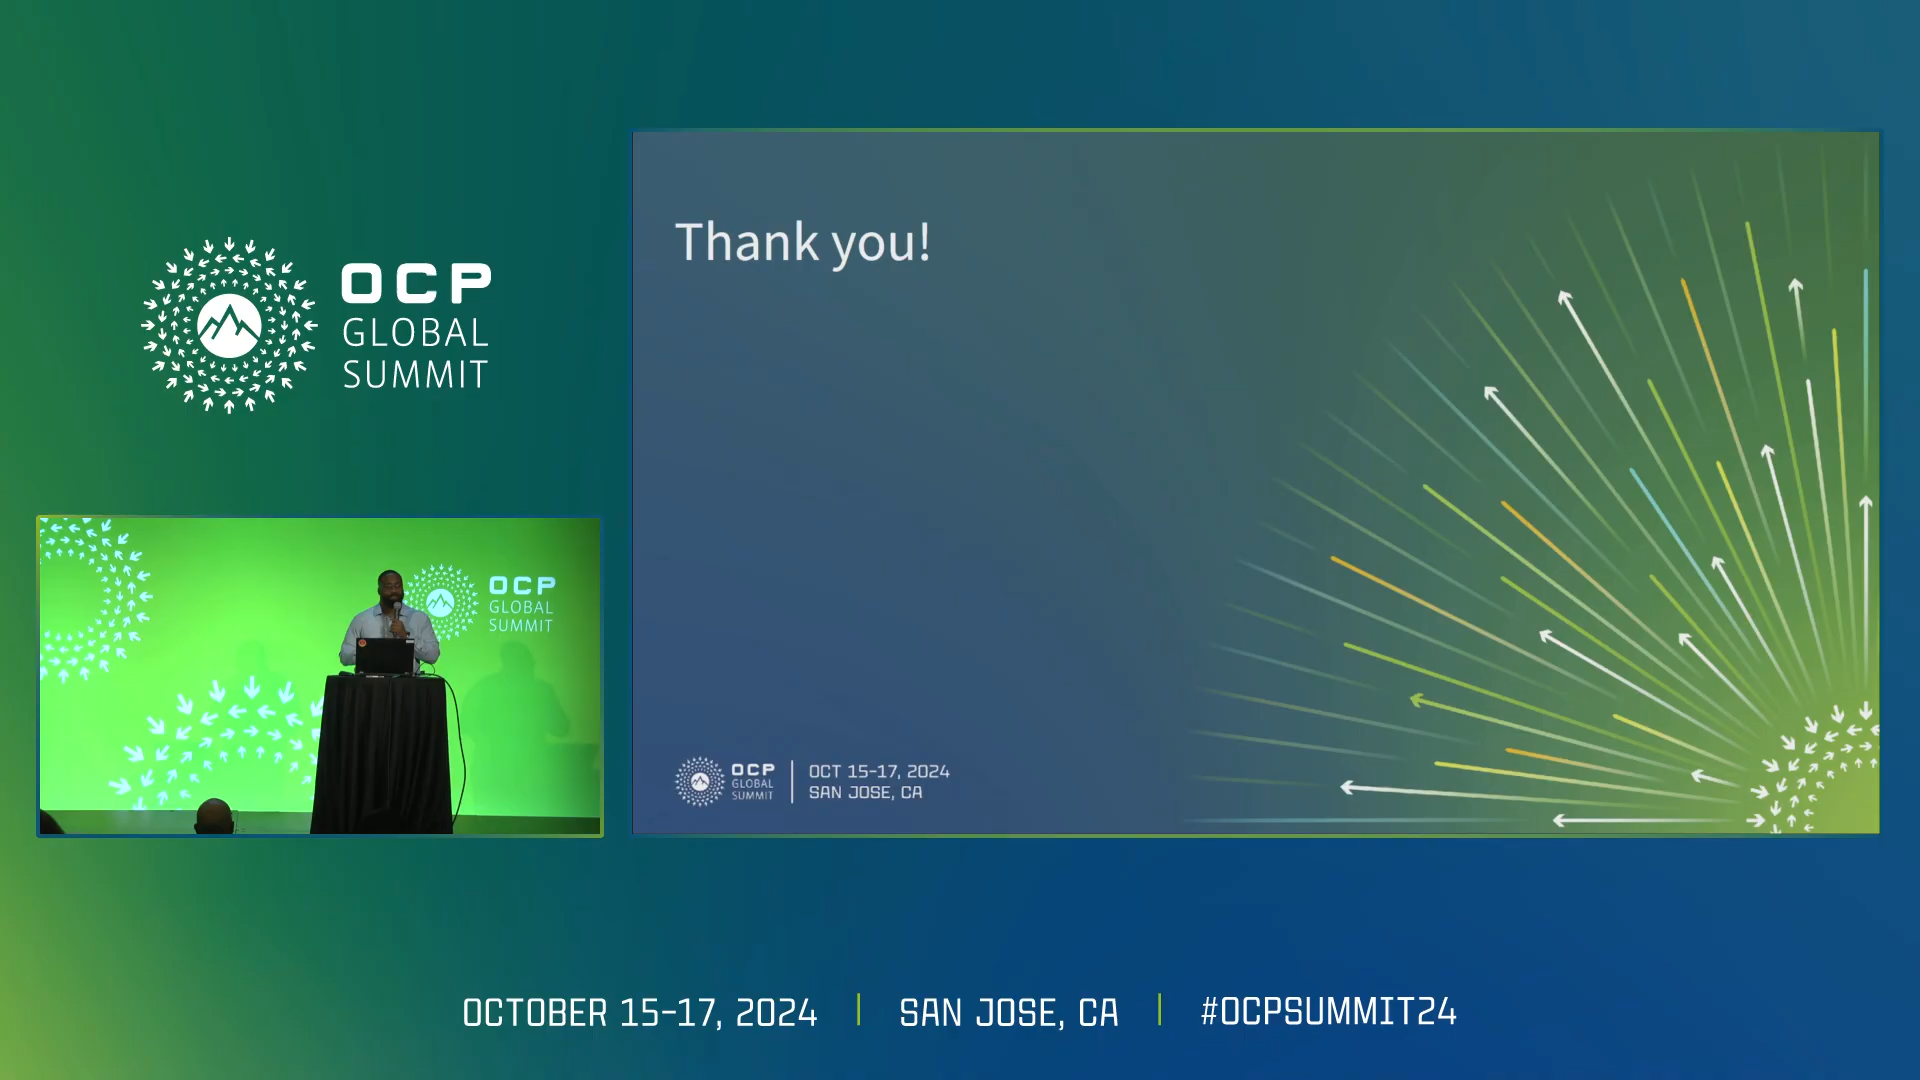 OCP
GLOBAL
SUMMIT
Thank you!
OCP
GLOBAL
SUMMIT
OCP
GLOBAL
SUMMIT
OCT 15-17, 2024
SAN JOSE, CA
OCTOBER 15-17, 2024 | SAN JOSE, CA | #OCPSUMMIT24